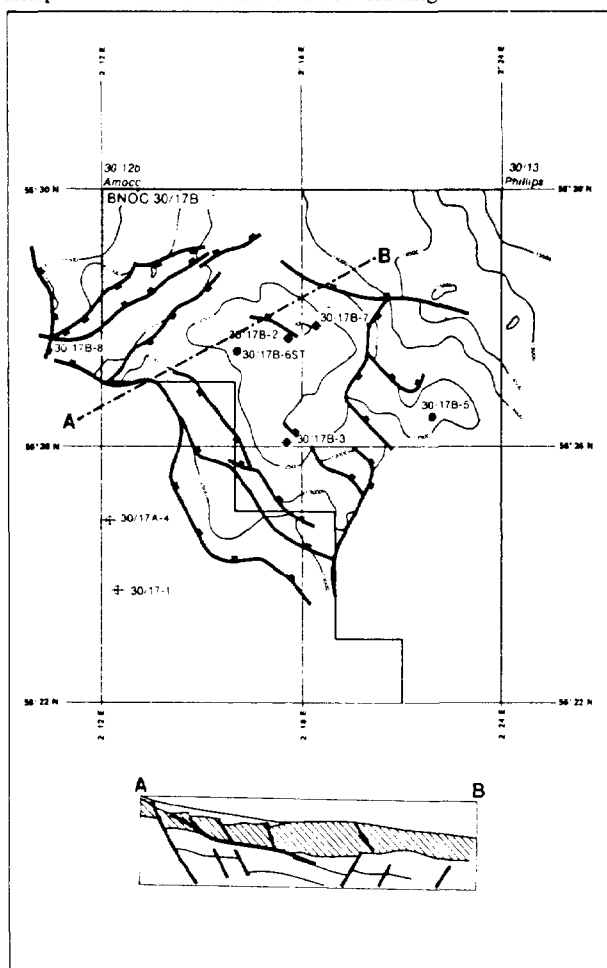 2° 12 E
2° 18 E
2° 24 E
30/12b
Amoco
30/13
Phillips
56° 30 N
BNOC 30/17B
56° 30 N
B
30/17B-7
30/17B-2
30/17B-8
30/17B-6ST
30/17B-5
A
56° 26 N
30/17B-3
56° 26 N
30/17A-4
30/17-1
56° 22 N
56° 22 N
2° 12 E
2° 18 E
2° 24 E
A
B